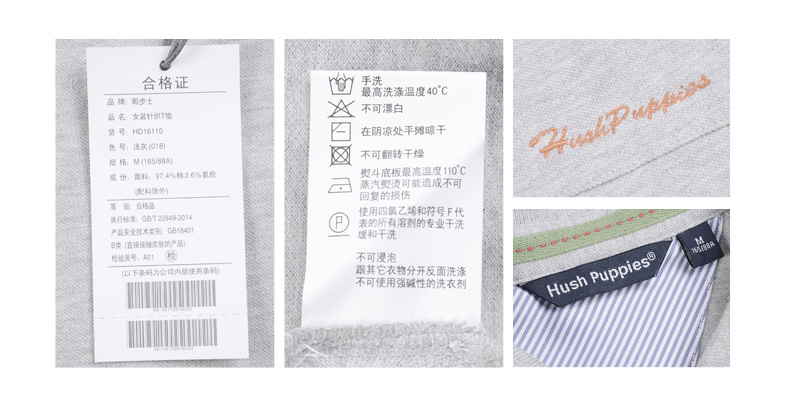 合格证
品 牌: 暇步士
品 名: 女装针织T恤
货 号: HD16110
色 号: 浅灰 (018)
规 格: M (165/88A)
成 份: 面料: 97.4%棉 2.6%氨纶
(配料除外)
等 级: 合格品
执行标准: GB/T 22849-2014
产品安全技术类别: GB18401
B类 (直接接触皮肤的产品)
检验员号: A01 检
(以下条码为公司内部使用条码)
手洗
最高洗涤温度40℃
不可漂白
在阴凉处平摊晾干
不可翻转干燥
熨斗底板最高温度110℃
蒸汽熨烫可能造成不可
回复的损伤
P
使用四氯乙烯和符号 F 代
表的所有溶剂的专业干洗
缓和干洗
不可浸泡
跟其它衣物分开反面洗涤
不可使用强碱性的洗衣剂
HushPuppies
Hush Puppies®
M
165/88A